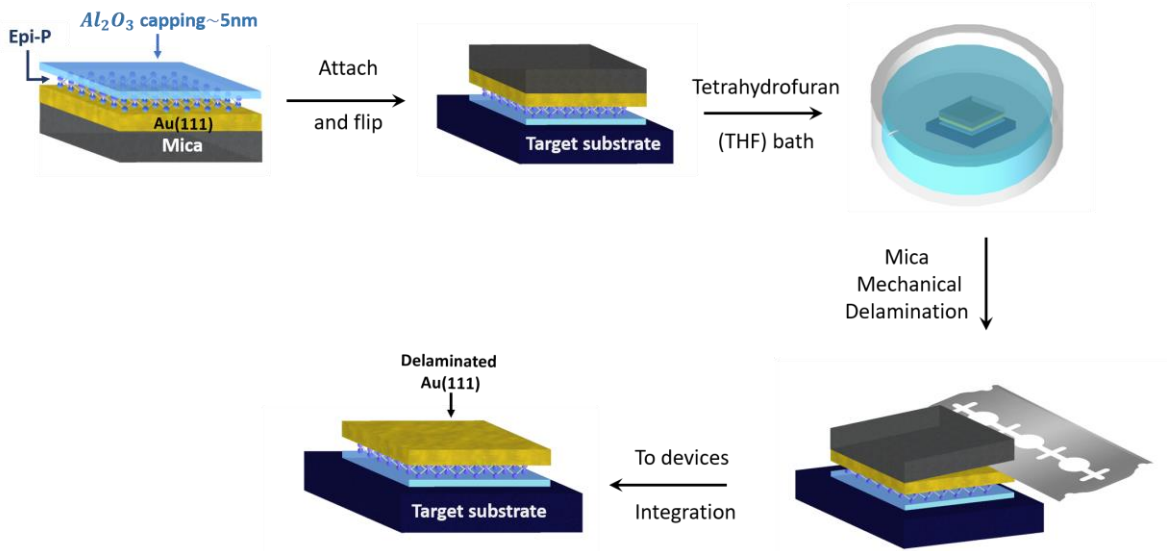 Al₂O₃ capping~5nm
Epi-P
Au(111)
Mica
Attach
and flip
Target substrate
Tetrahydrofuran
(THF) bath
Mica
Mechanical
Delamination
To devices
Integration
Delaminated
Au(111)
Target substrate